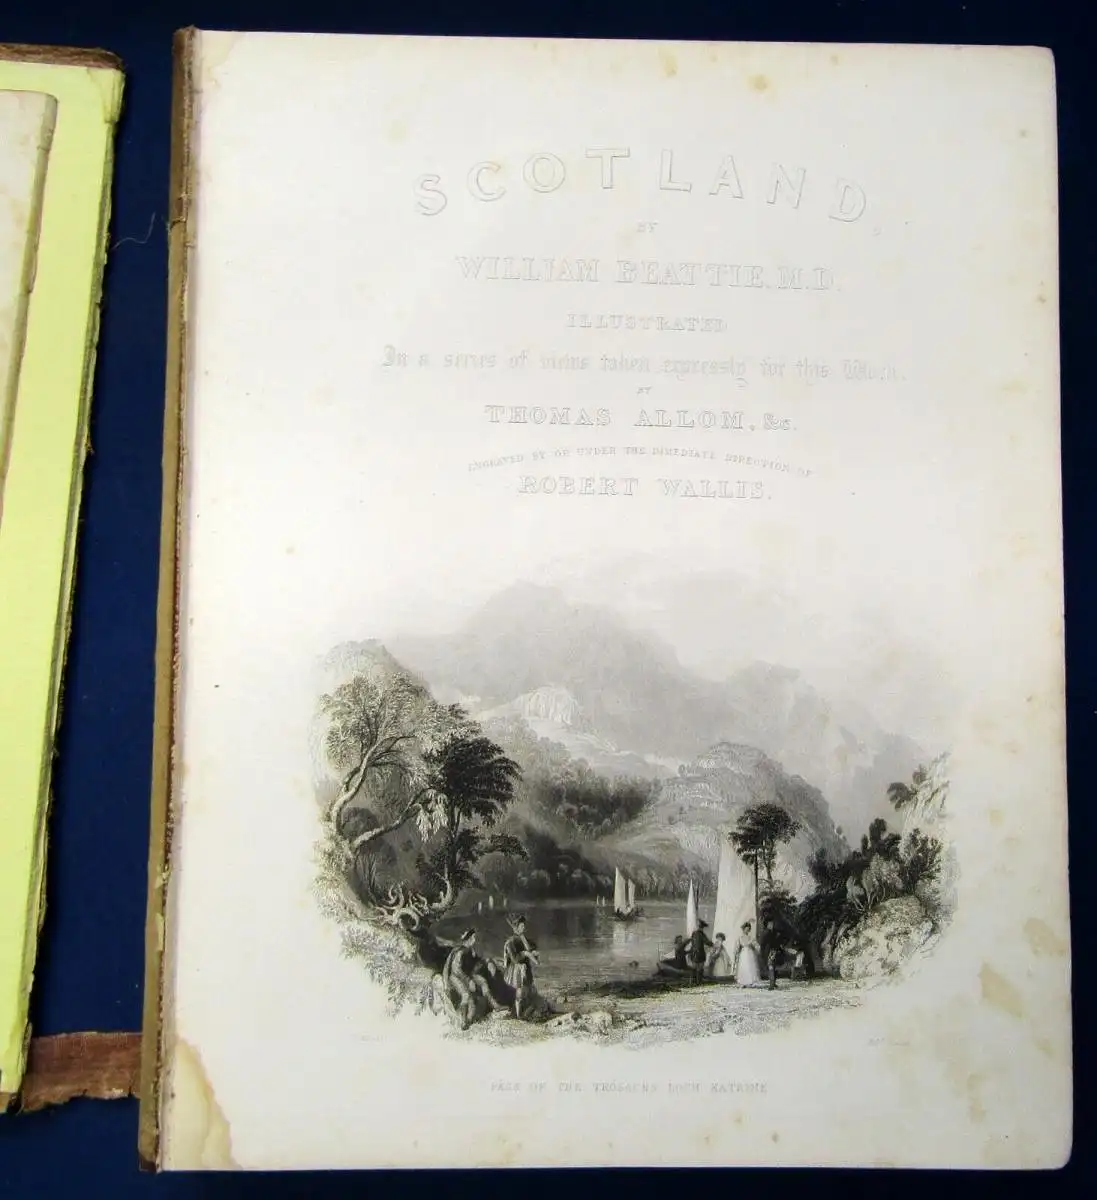 SCOTLAND,
BY
WILLIAM BEATTIE, M.D.
ILLUSTRATED
In a series of views taken expressly for this Work.
BY
THOMAS ALLOM, &c.
ENGRAVED BY OR UNDER THE IMMEDIATE DIRECTION OF
ROBERT WALLIS.
PASS OF THE TROSACHS LOCH KATRINE